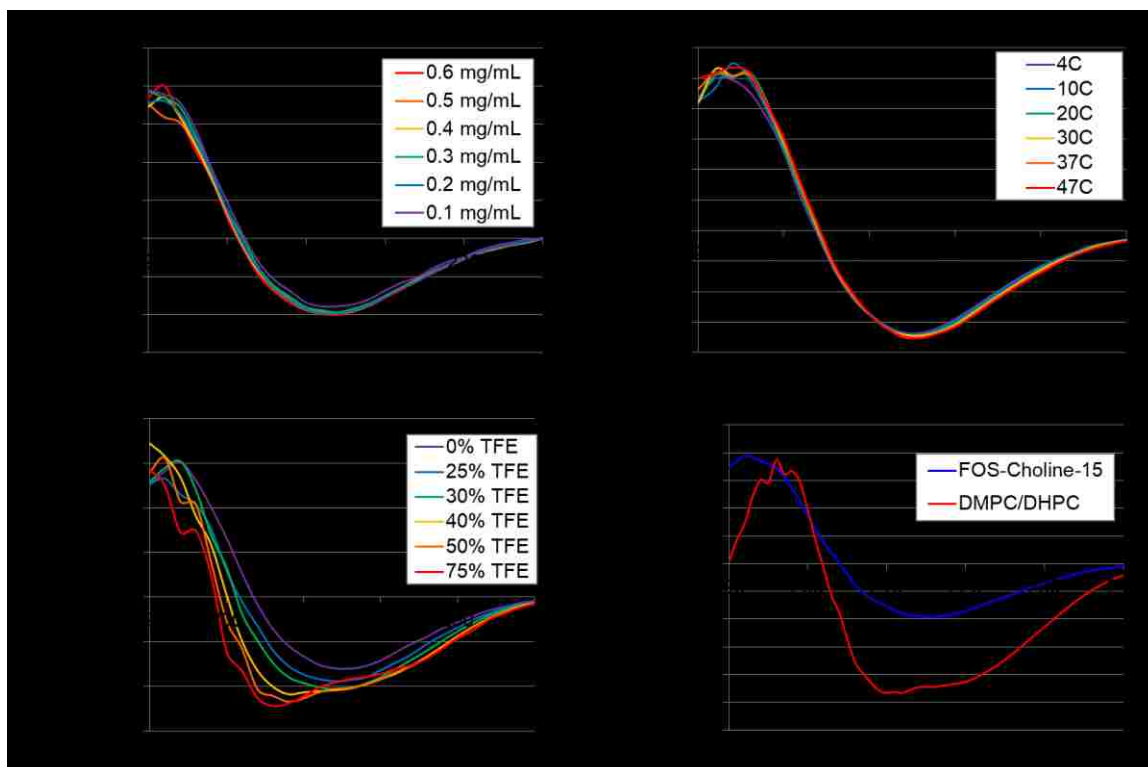 0.6 mg/mL
0.5 mg/mL
0.4 mg/mL
0.3 mg/mL
0.2 mg/mL
0.1 mg/mL
4C
10C
20C
30C
37C
47C
0% TFE
25% TFE
30% TFE
40% TFE
50% TFE
75% TFE
FOS-Choline-15
DMPC/DHPC